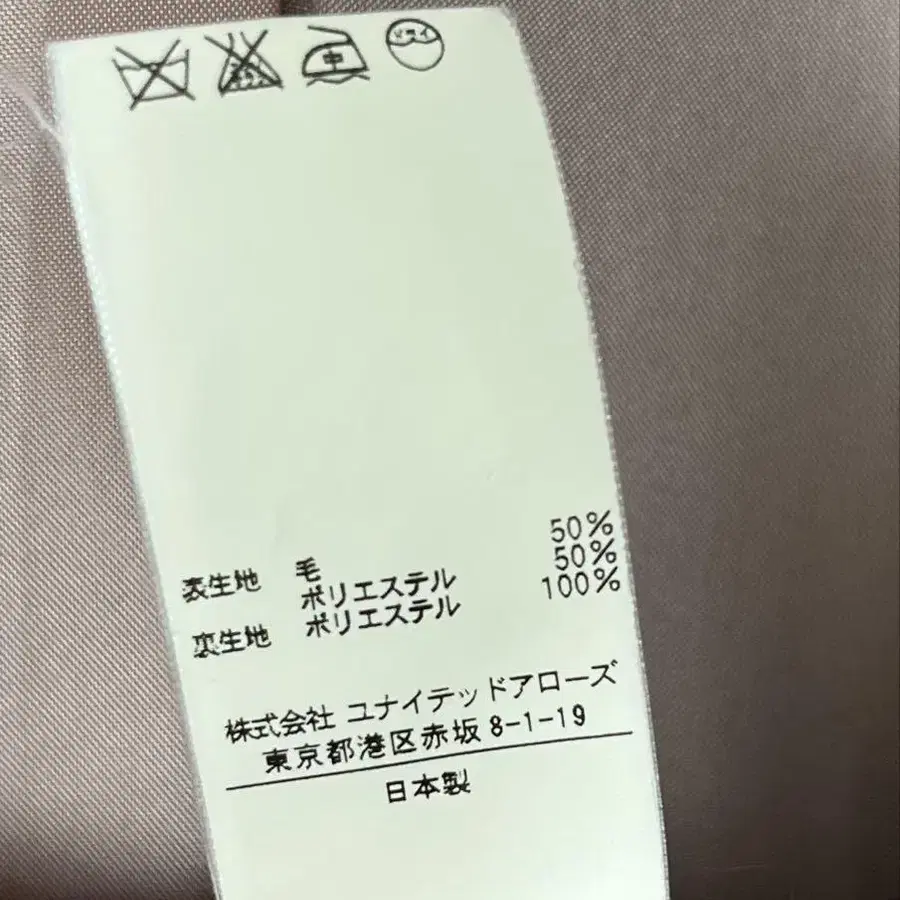 中
ドライ
50%
表生地 毛 50%
ポリエステル 100%
裏生地 ポリエステル
株式会社 ユナイテッドアローズ
東京都港区赤坂8-1-19
日本製